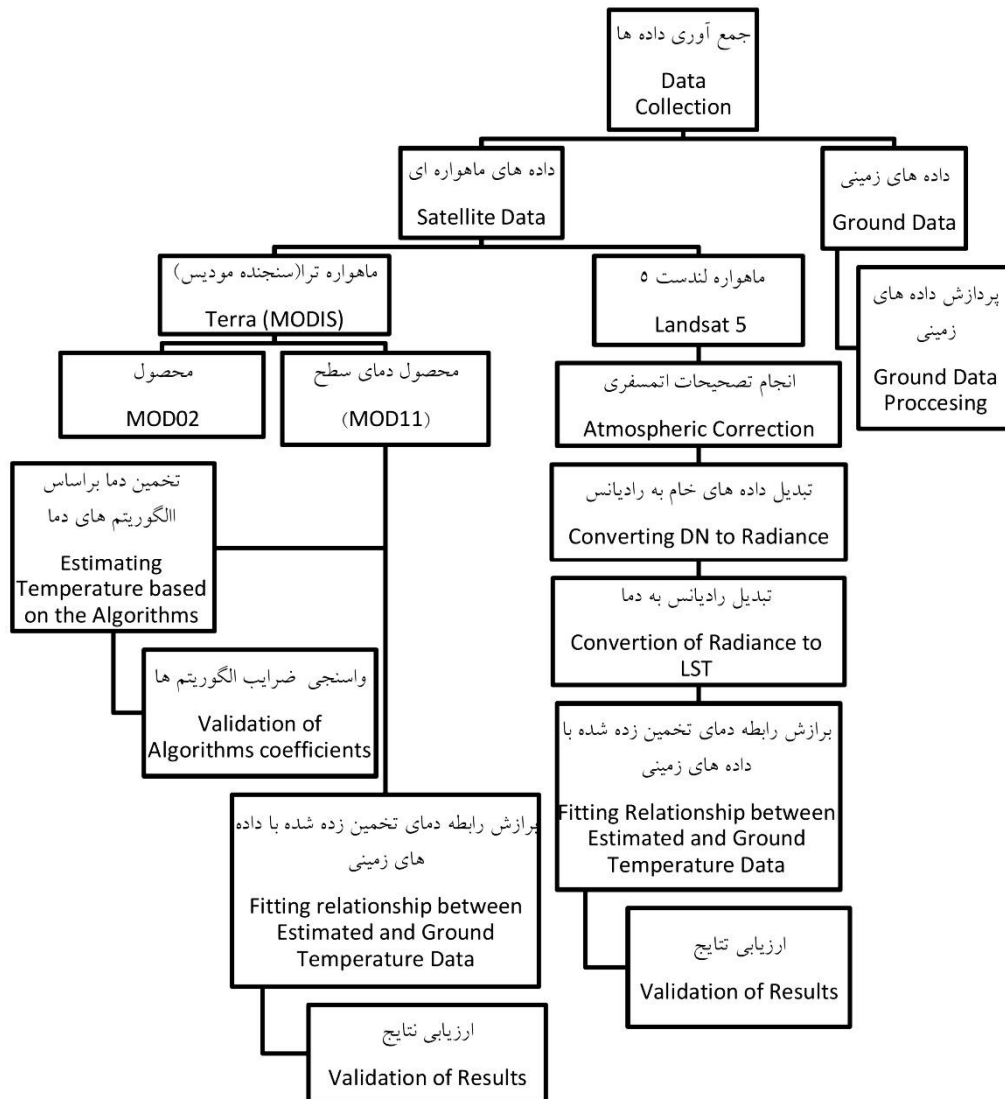 جمع آوری داده ها
Data
Collection
داده های ماهواره ای
Satellite Data
داده های زمینی
Ground Data
ماهواره ترا(سنجنده مودیس)
Terra (MODIS)
ماهواره لندست ٥
Landsat 5
پردازش داده های
زمینی
Ground Data
Proccesing
محصول
MOD02
محصول دمای سطح
(MOD11)
انجام تصحیحات اتمسفری
Atmospheric Correction
تخمین دما براساس
االگوریتم های دما
Estimating
Temperature based
on the Algorithms
تبدیل داده های خام به رادیانس
Converting DN to Radiance
تبدیل رادیانس به دما
Convertion of Radiance to
LST
واسنجی ضرایب الگوریتم ها
Validation of
Algorithms coefficients
برازش رابطه دمای تخمین زده شده با
داده های زمینی
Fitting Relationship between
Estimated and Ground
Temperature Data
برازش رابطه دمای تخمین زده شده با داده
های زمینی
Fitting relationship between
Estimated and Ground
Temperature Data
ارزیابی تتایج
Validation of Results
ارزیابی نتایج
Validation of Results